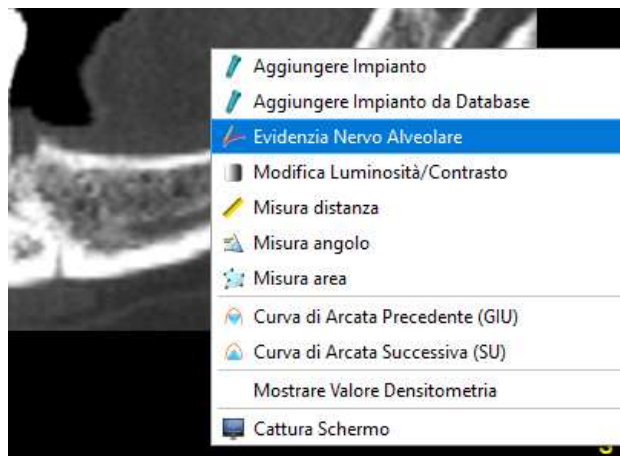 Aggiungere Impianto
Aggiungere Impianto da Database
Evidenzia Nervo Alveolare
Modifica Luminosità/Contrasto
Misura distanza
Misura angolo
Misura area
Curva di Arcata Precedente (GIU)
Curva di Arcata Successiva (SU)
Mostrare Valore Densitometria
Cattura Schermo